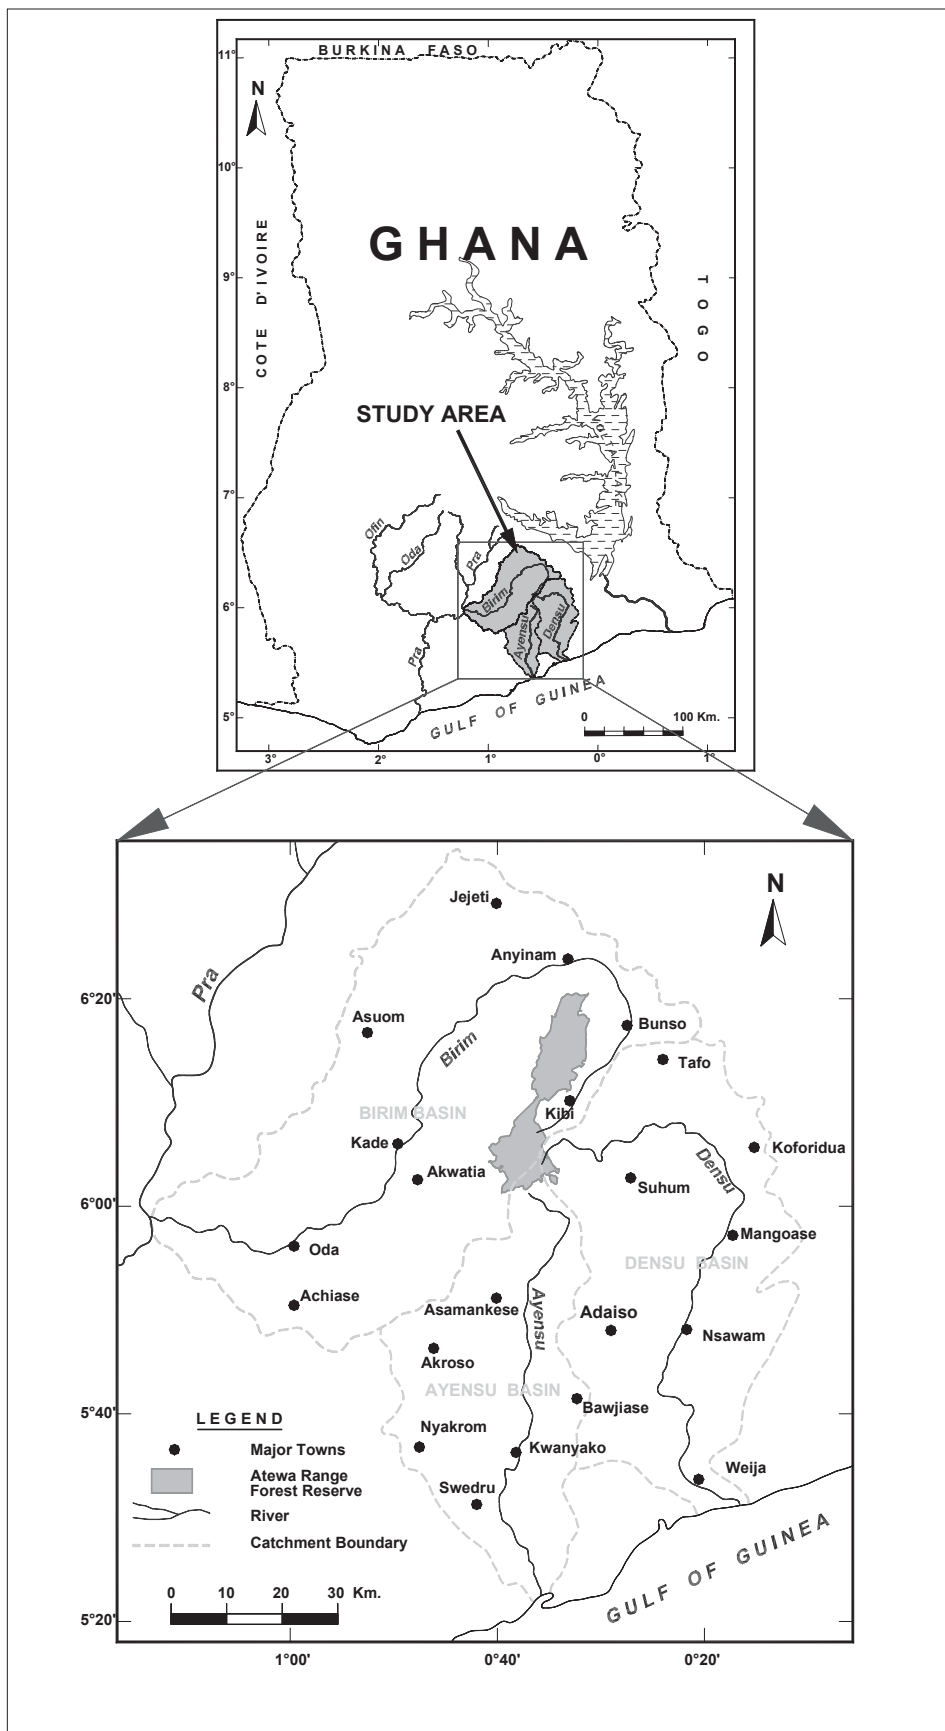 BURKINA FASO
11°
N
10°
COTE D'IVOIRE
GHANA
9°
TOGO
8°
STUDY AREA
7°
Ofin
Oda
Pra
6°
Birim
Ayensu
Densu
Pra
GULF OF GUINEA
5°
0 100 Km.
3° 2° 1° 0° 1°
N
Jejeti
Anyinam
Pra
6°20'
Asuom
Bunso
Birim
Tafo
BIRIM BASIN
Kibi
Kade
Koforidua
Akwatia
Densu
Suhum
6°00'
Mangoase
Oda
DENSU BASIN
Achiase
Asamankese
Ayensu
Adaiso
Nsawam
Akroso
AYENSU BASIN
Bawjiase
5°40'
LEGEND
Nyakrom
Major Towns
Kwanyako
Weija
Atewa Range
Forest Reserve
Swedru
River
Catchment Boundary
GULF OF GUINEA
0 10 20 30 Km.
5°20'
1°00' 0°40' 0°20'